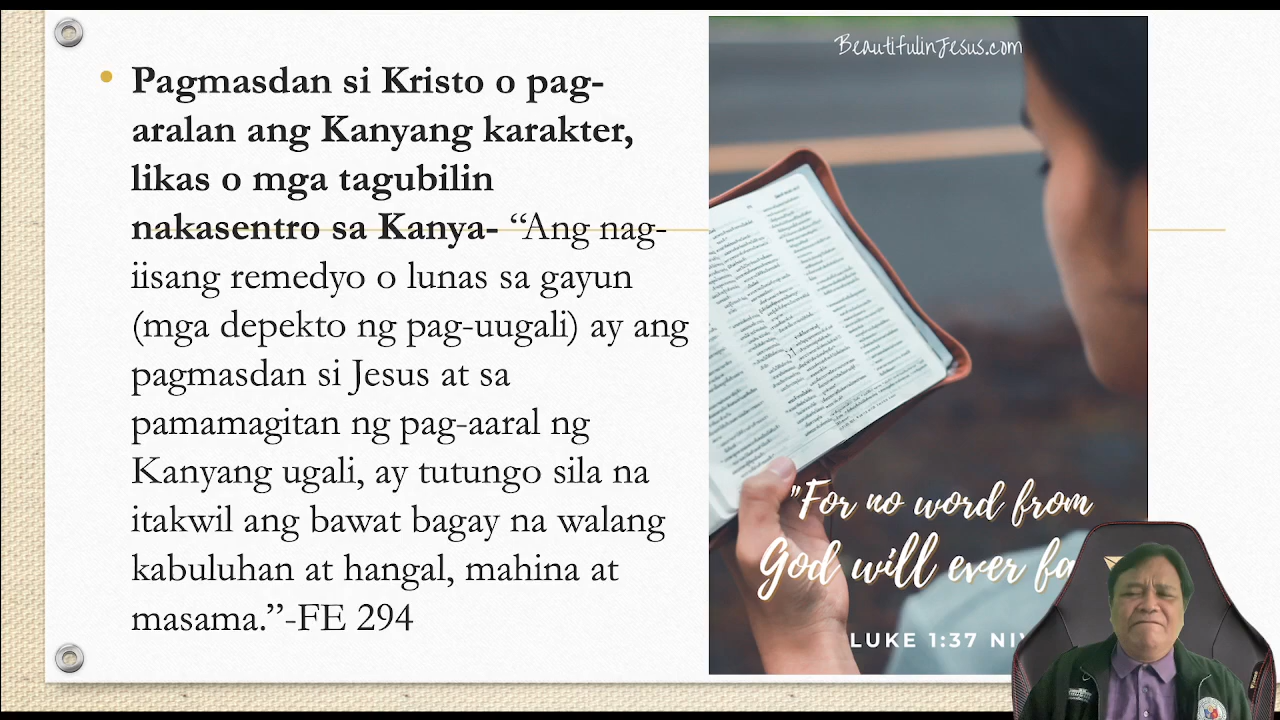 Pagmasdan si Kristo o pag-
aralan ang Kanyang karakter,
likas o mga tagubilin
nakasentro sa Kanya- “Ang nag-
iisang remedyo o lunas sa gayun
(mga depekto ng pag-uugali) ay ang
pagmasdan si Jesus at sa
pamamagitan ng pag-aaral ng
Kanyang ugali, ay tutungo sila na
itakwil ang bawat bagay na walang
kabuluhan at hangal, mahina at
masama.”-FE 294
BeautifulinJesus.com
"For no word from
God will ever
LUKE 1:37